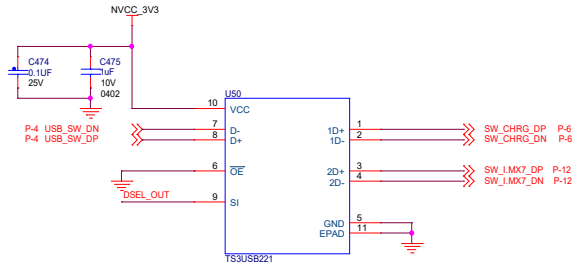 NVCC_3V3
C474
0.1UF
25V
C475
1uF
10V
0402
U50
10 VCC
P-4 USB_SW_DN 7 D- 1D+ 1 SW_CHRG_DP P-6
P-4 USB_SW_DP 8 D+ 1D- 2 SW_CHRG_DN P-6
6 OE 2D+ 3 SW_I.MX7_DP P-12
2D- 4 SW_I.MX7_DN P-12
DSEL_OUT 9 SI
GND 5
EPAD 11
TS3USB221